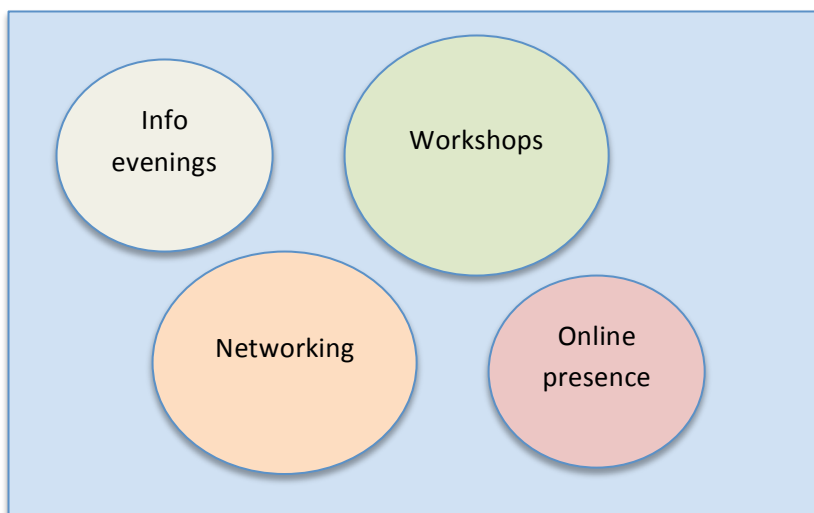 Info
evenings
Workshops
Networking
Online
presence